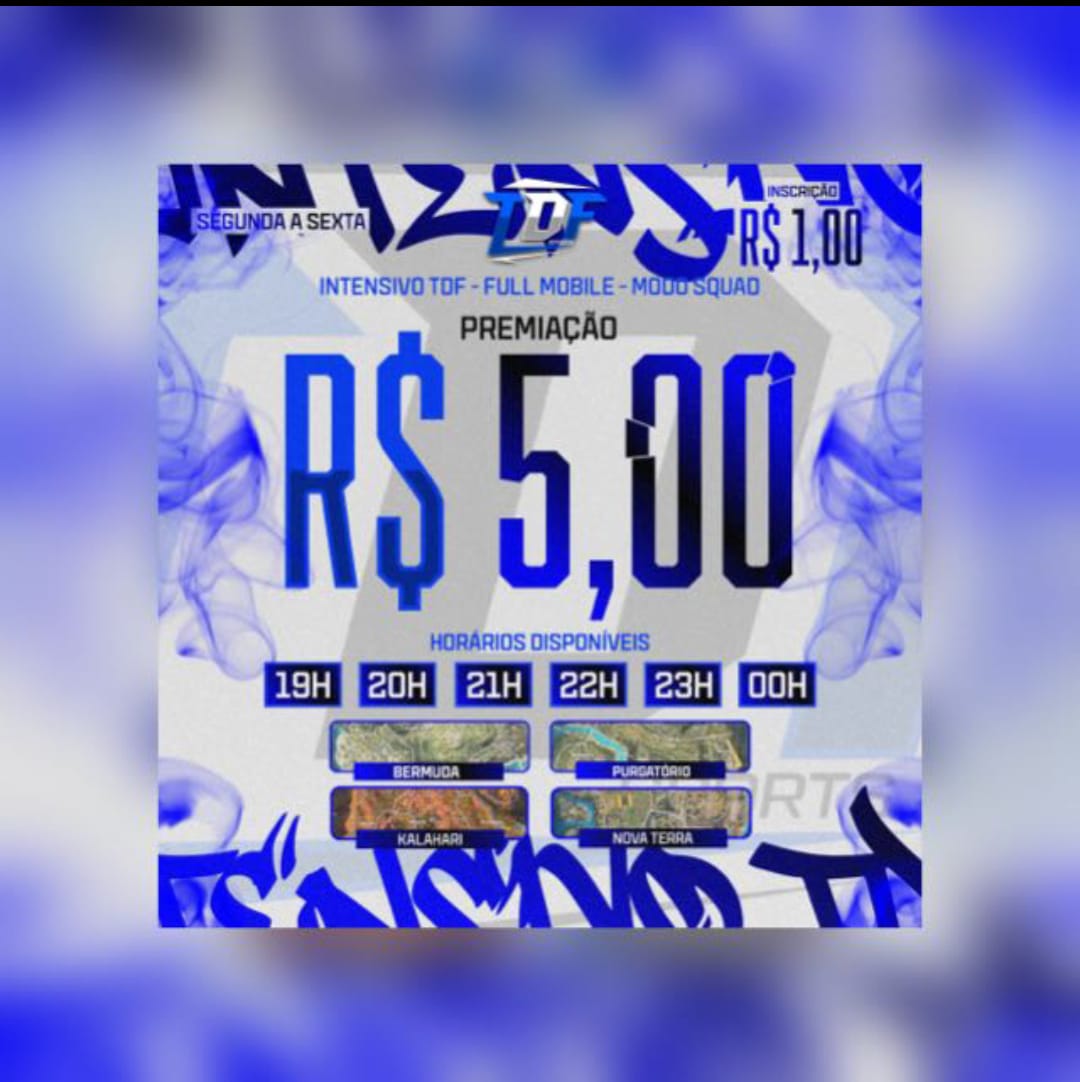 INTENSIVO
SEGUNDA A SEXTA
TDF
INSCRIÇÃO
R$ 1,00
INTENSIVO TDF - FULL MOBILE - MODO SQUAD
PREMIAÇÃO
R$ 5,00
HORÁRIOS DISPONÍVEIS
19H 20H 21H 22H 23H 00H
BERMUDA PURGATÓRIO
KALAHARI NOVA TERRA